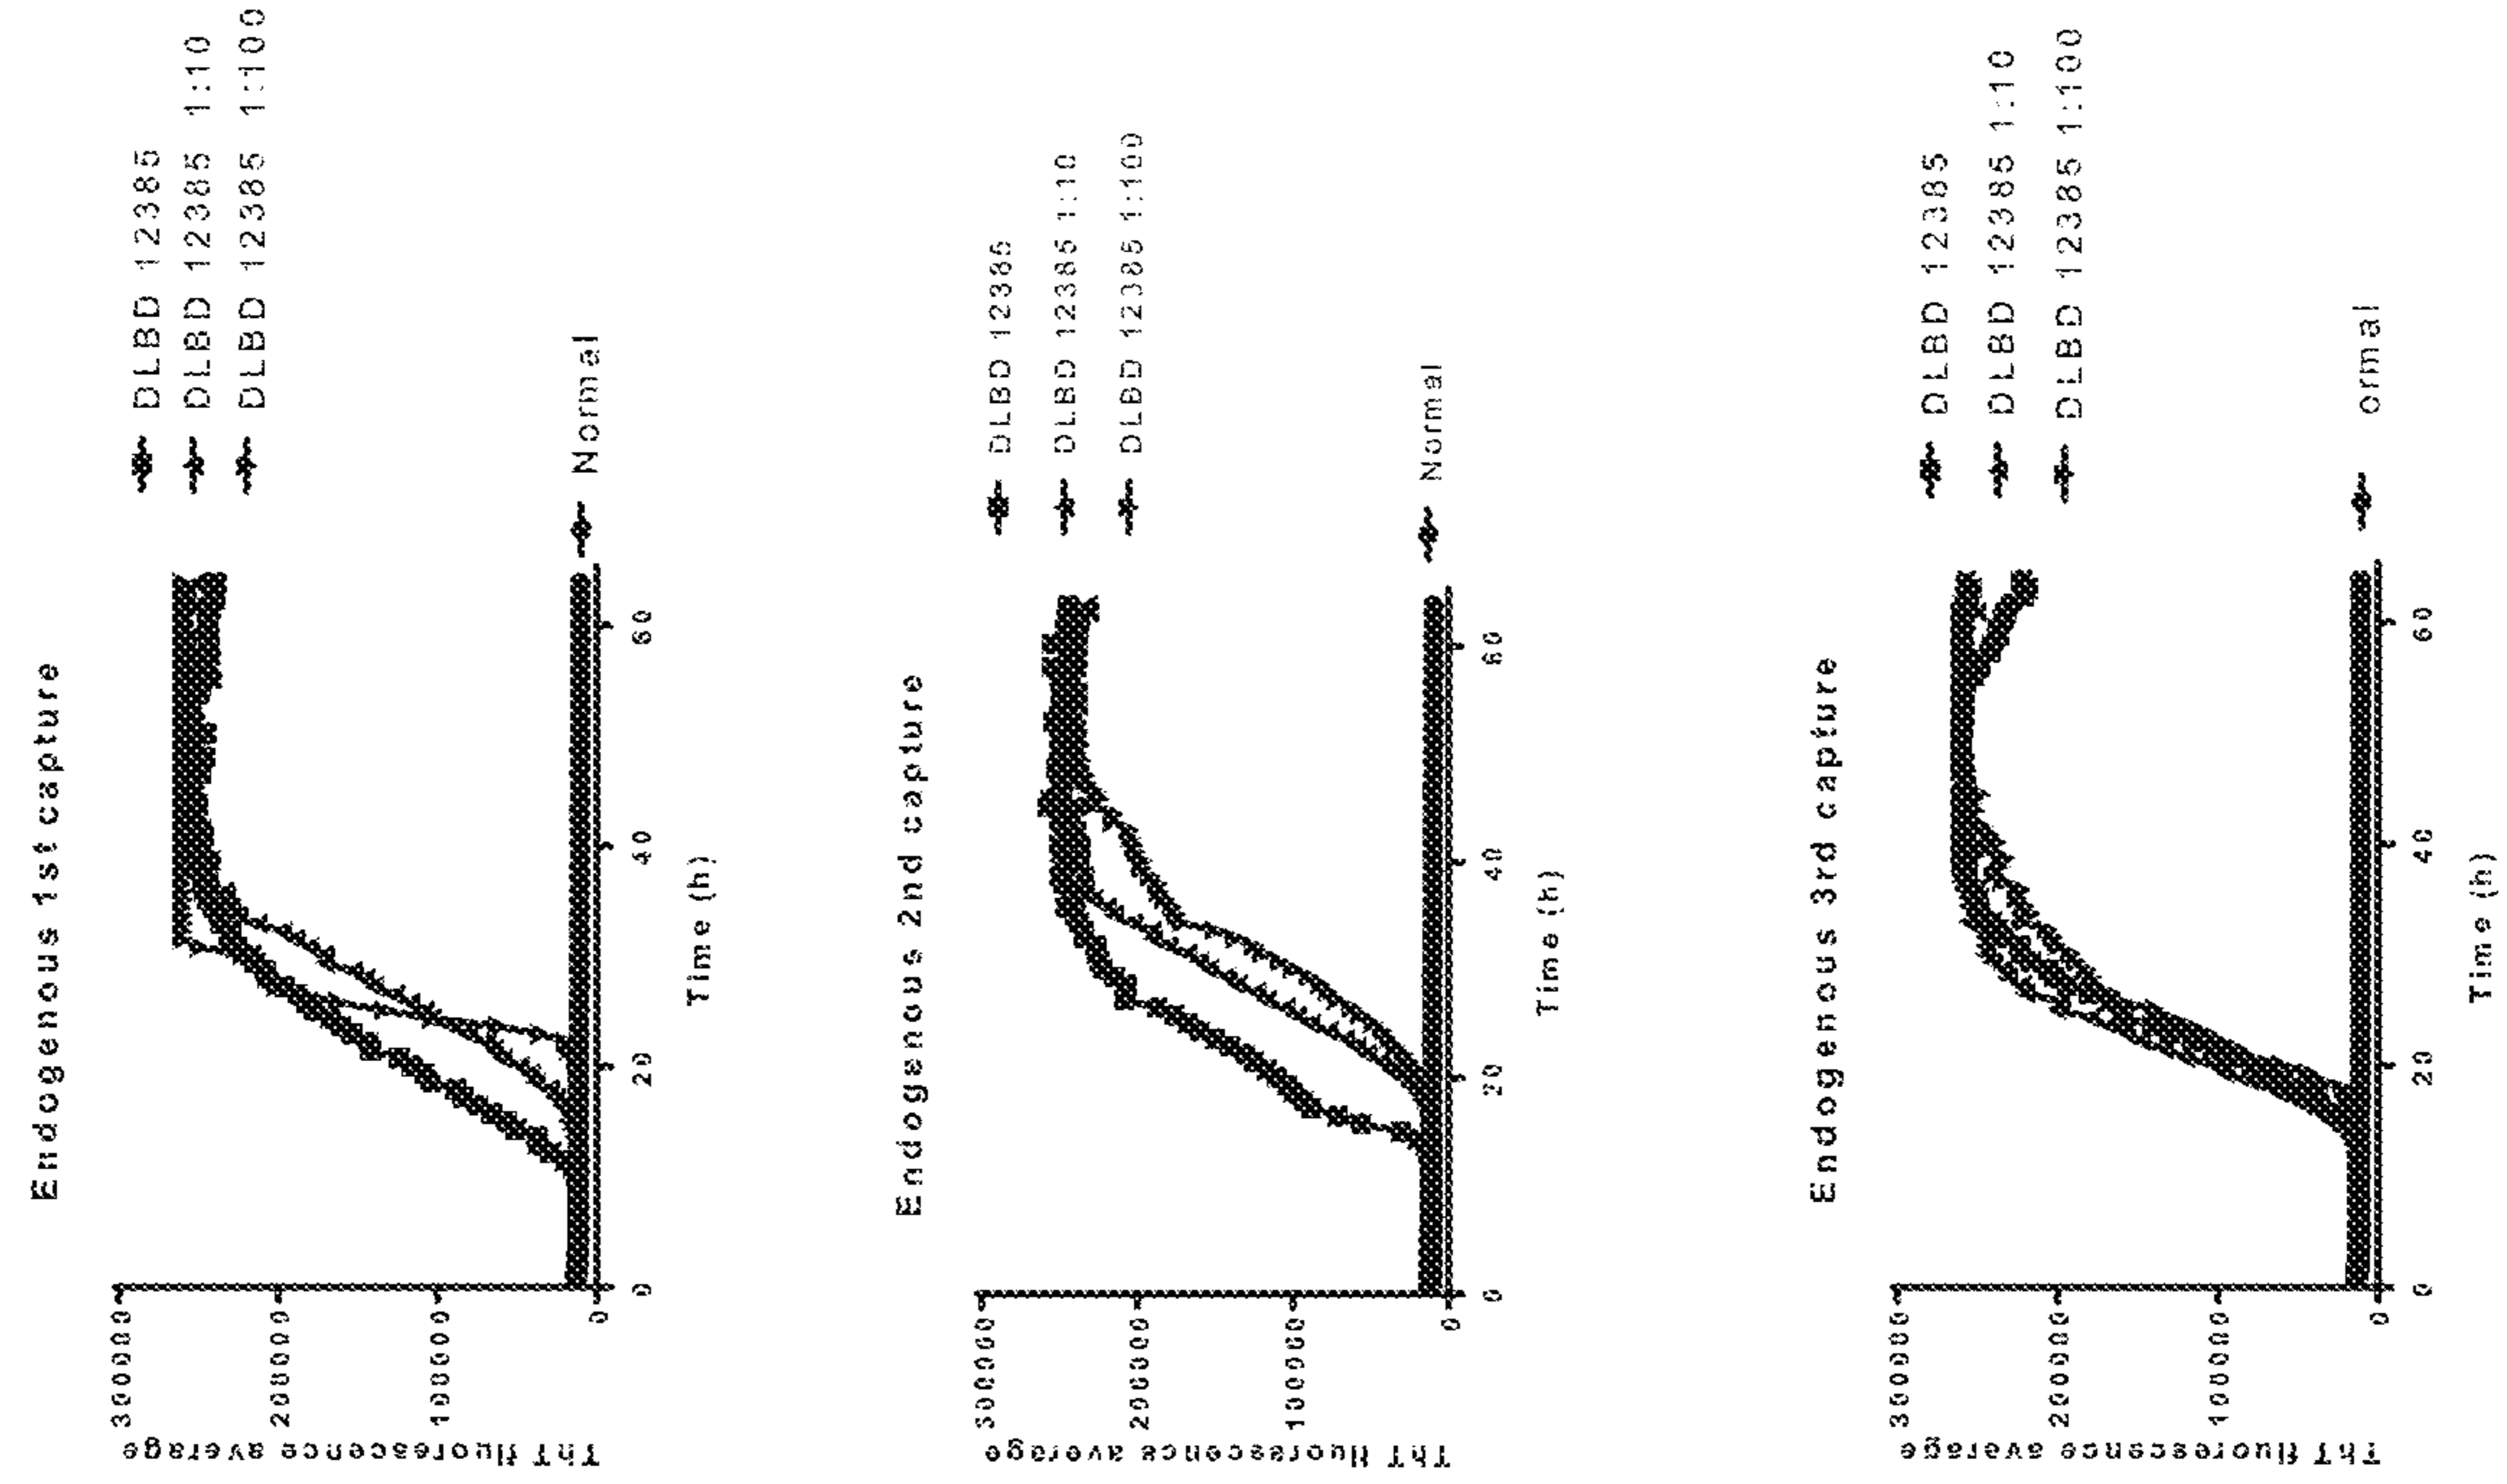 Endogenous 1st capture
ThT fluorescence average
300000
200000
100000
0
0 20 40 60
Time (h)
DLBD 12385
DLBD 12385 1:10
DLBD 12385 1:100
Normal
Endogenous 2nd capture
ThT fluorescence average
300000
200000
100000
0
0 20 40 60
Time (h)
DLBD 12385
DLBD 12385 1:10
DLBD 12385 1:100
Normal
Endogenous 3rd capture
ThT fluorescence average
300000
200000
100000
0
0 20 40 60
Time (h)
DLBD 12385
DLBD 12385 1:10
DLBD 12385 1:100
ormal